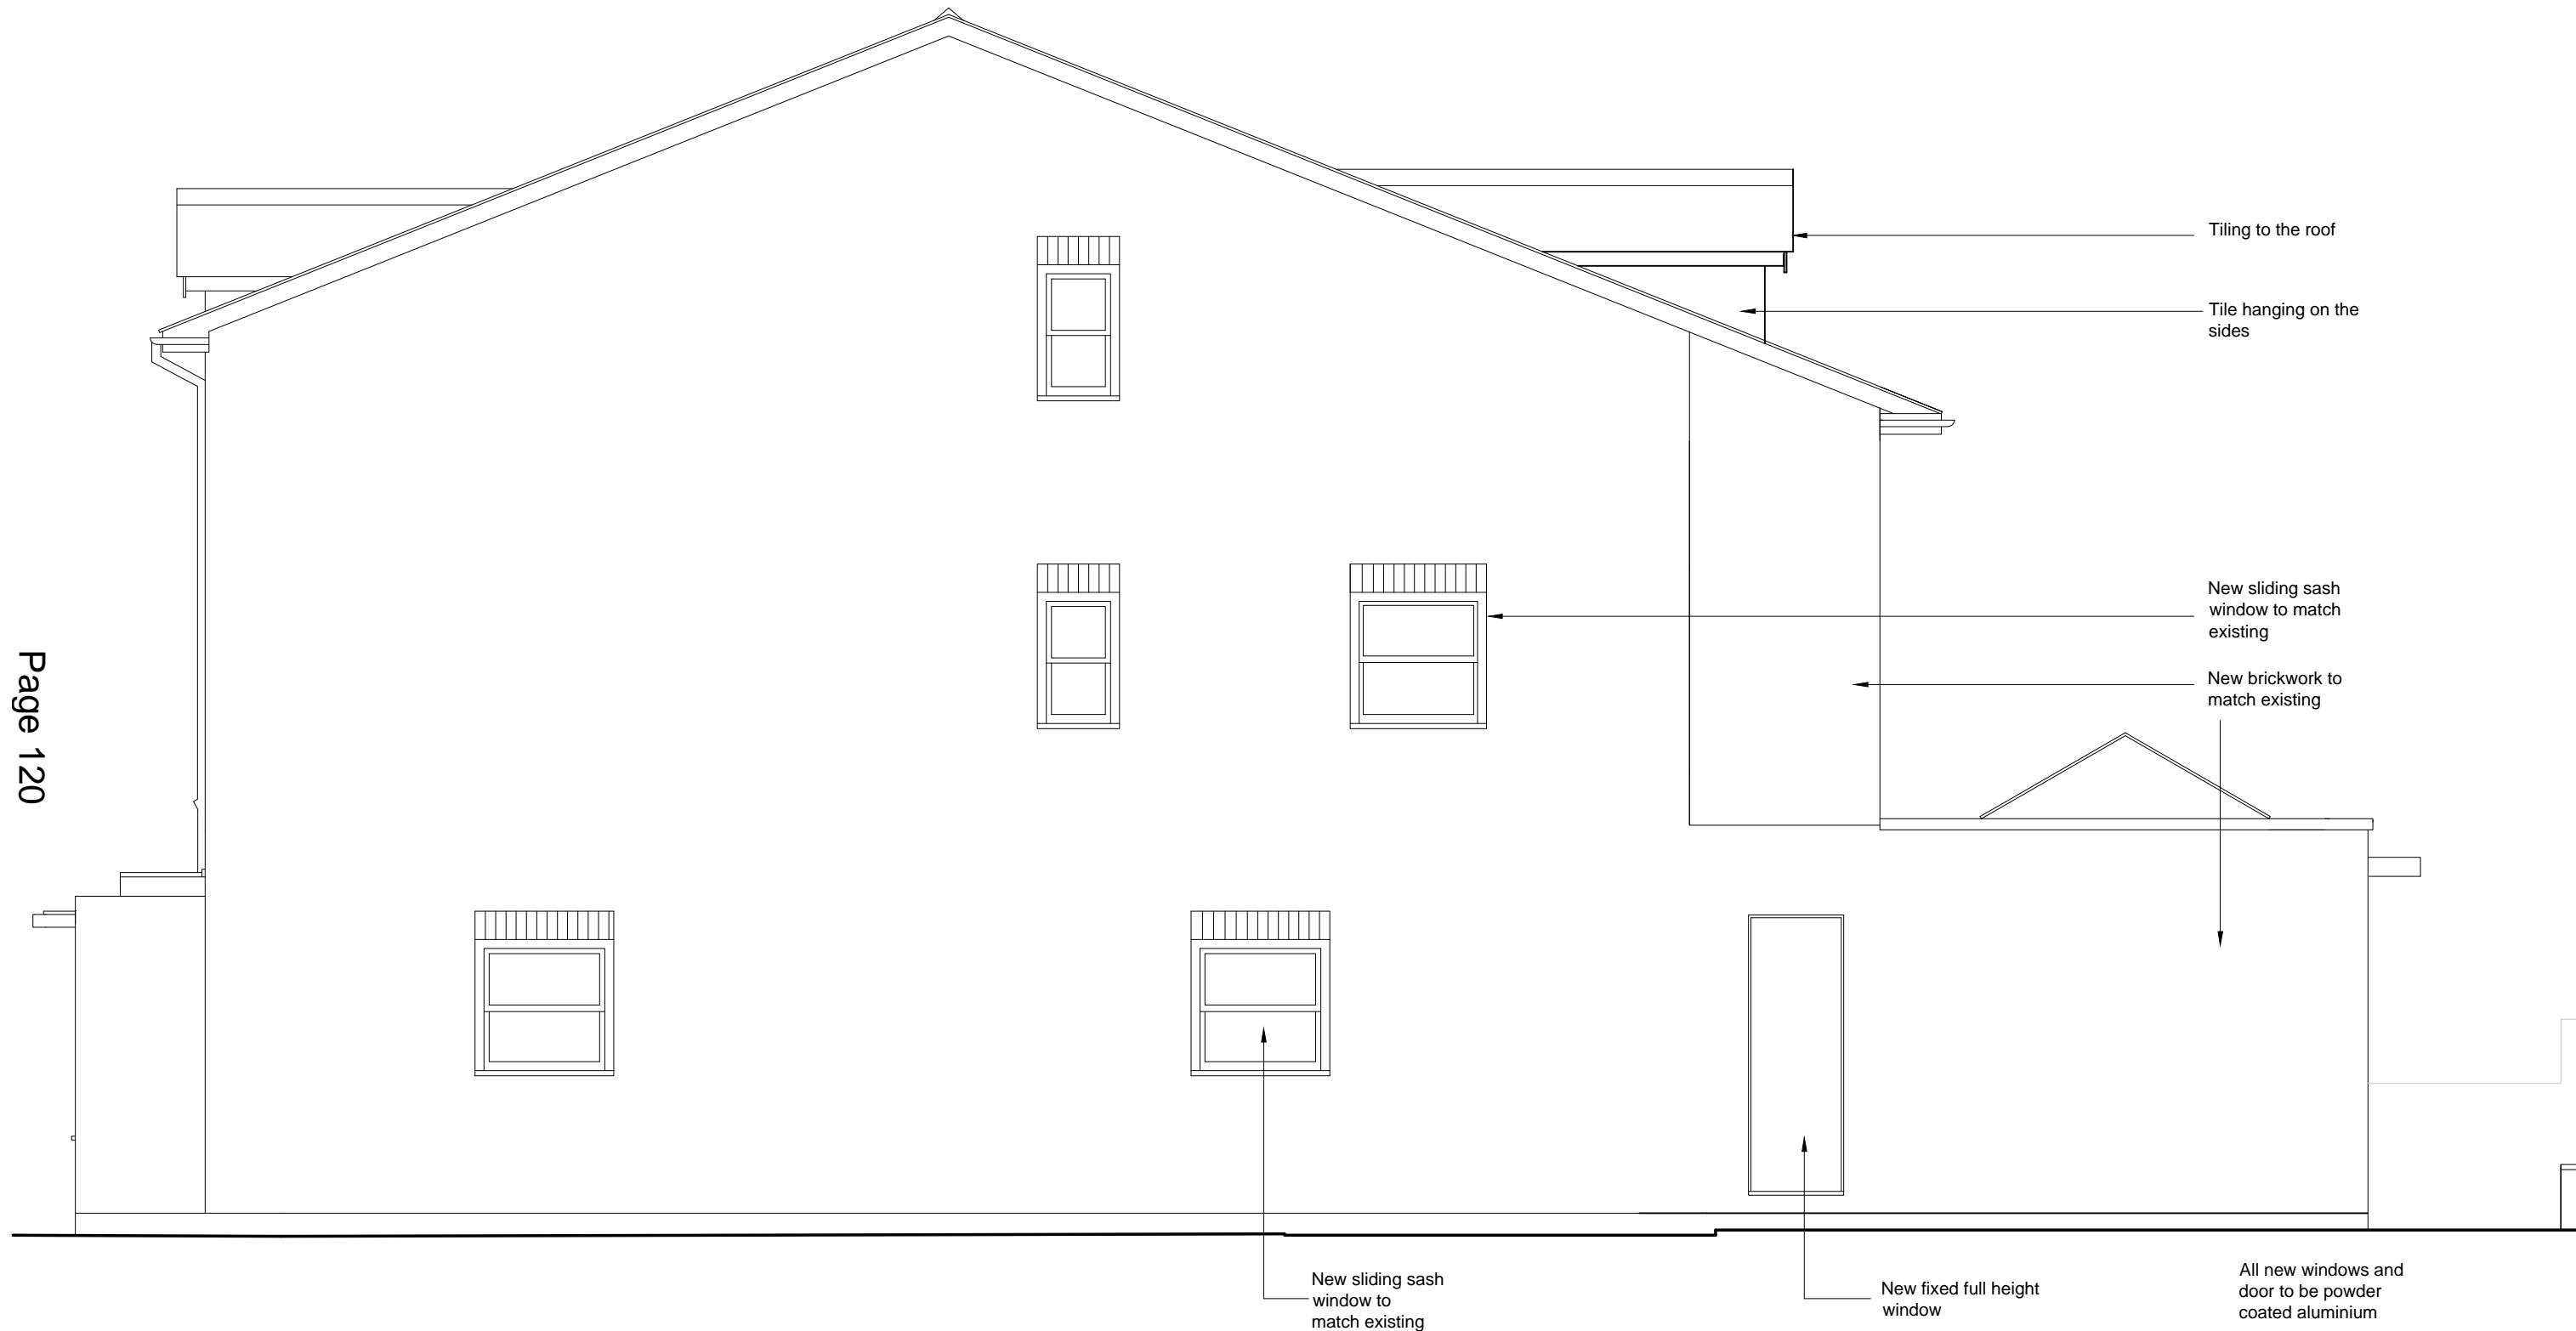 Tiling to the roof
Tile hanging on the
sides
New sliding sash
window to match
existing
New brickwork to
match existing
Page 120
New sliding sash
window to
match existing
New fixed full height
window
All new windows and
door to be powder
coated aluminium